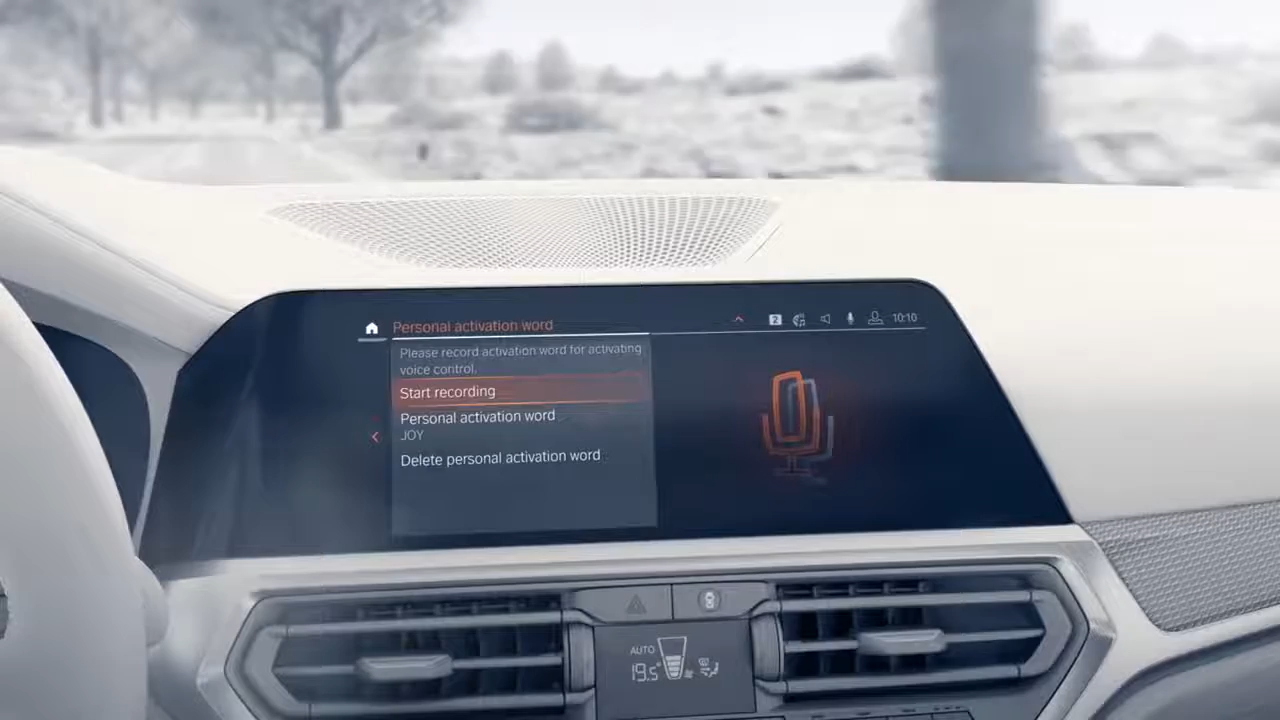 Personal activation word
2
10:10
Please record activation word for activating
voice control.
Start recording
Personal activation word
JOY
Delete personal activation word
AUTO
19.5°